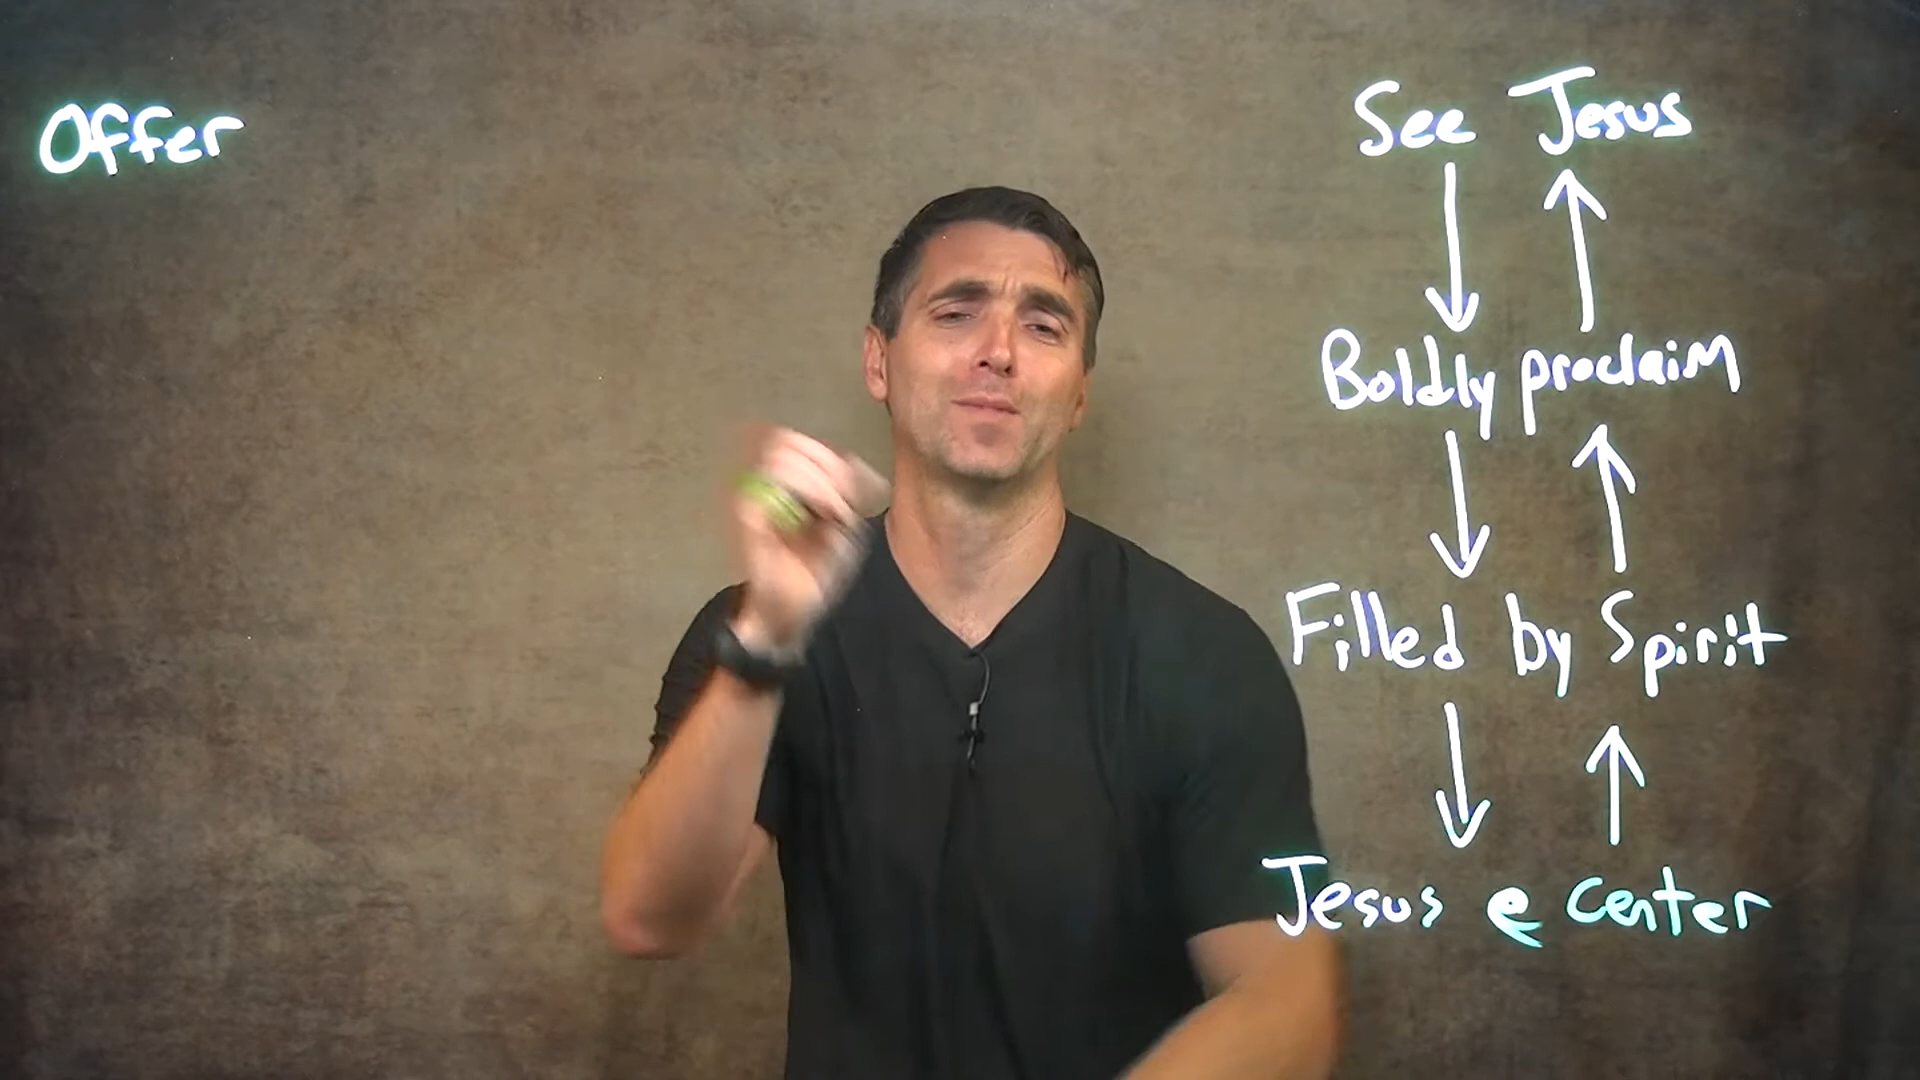 Offer
See Jesus
Boldly proclaim
Filled by Spirit
Jesus @ center